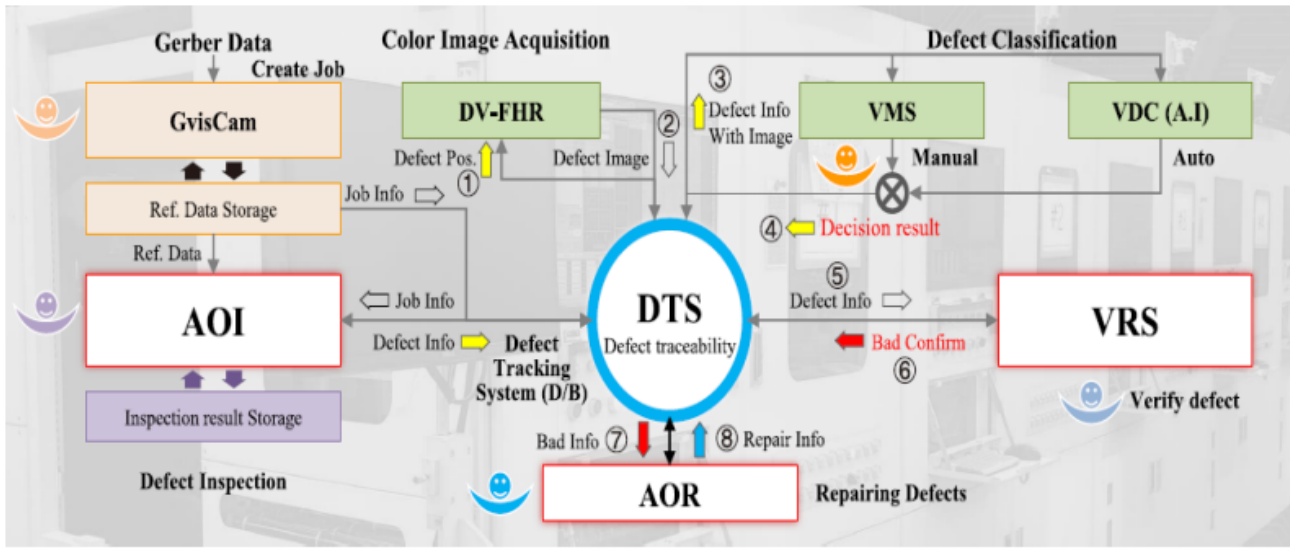 Gerber Data
Create Job
GvisCam
Ref. Data Storage
Ref. Data
Job Info
AOI
Job Info
Defect Info
Inspection result Storage
Defect Inspection
Color Image Acquisition
DV-FHR
Defect Pos.
①
Defect Image
②
③
Defect Info
With Image
Defect Classification
VMS
Manual
VDC (A.I)
Auto
④
Decision result
DTS
Defect traceability
Defect
Tracking
System (D/B)
⑤
Defect Info
Bad Confirm
⑥
VRS
Verify defect
Bad Info ⑦
⑧ Repair Info
AOR
Repairing Defects